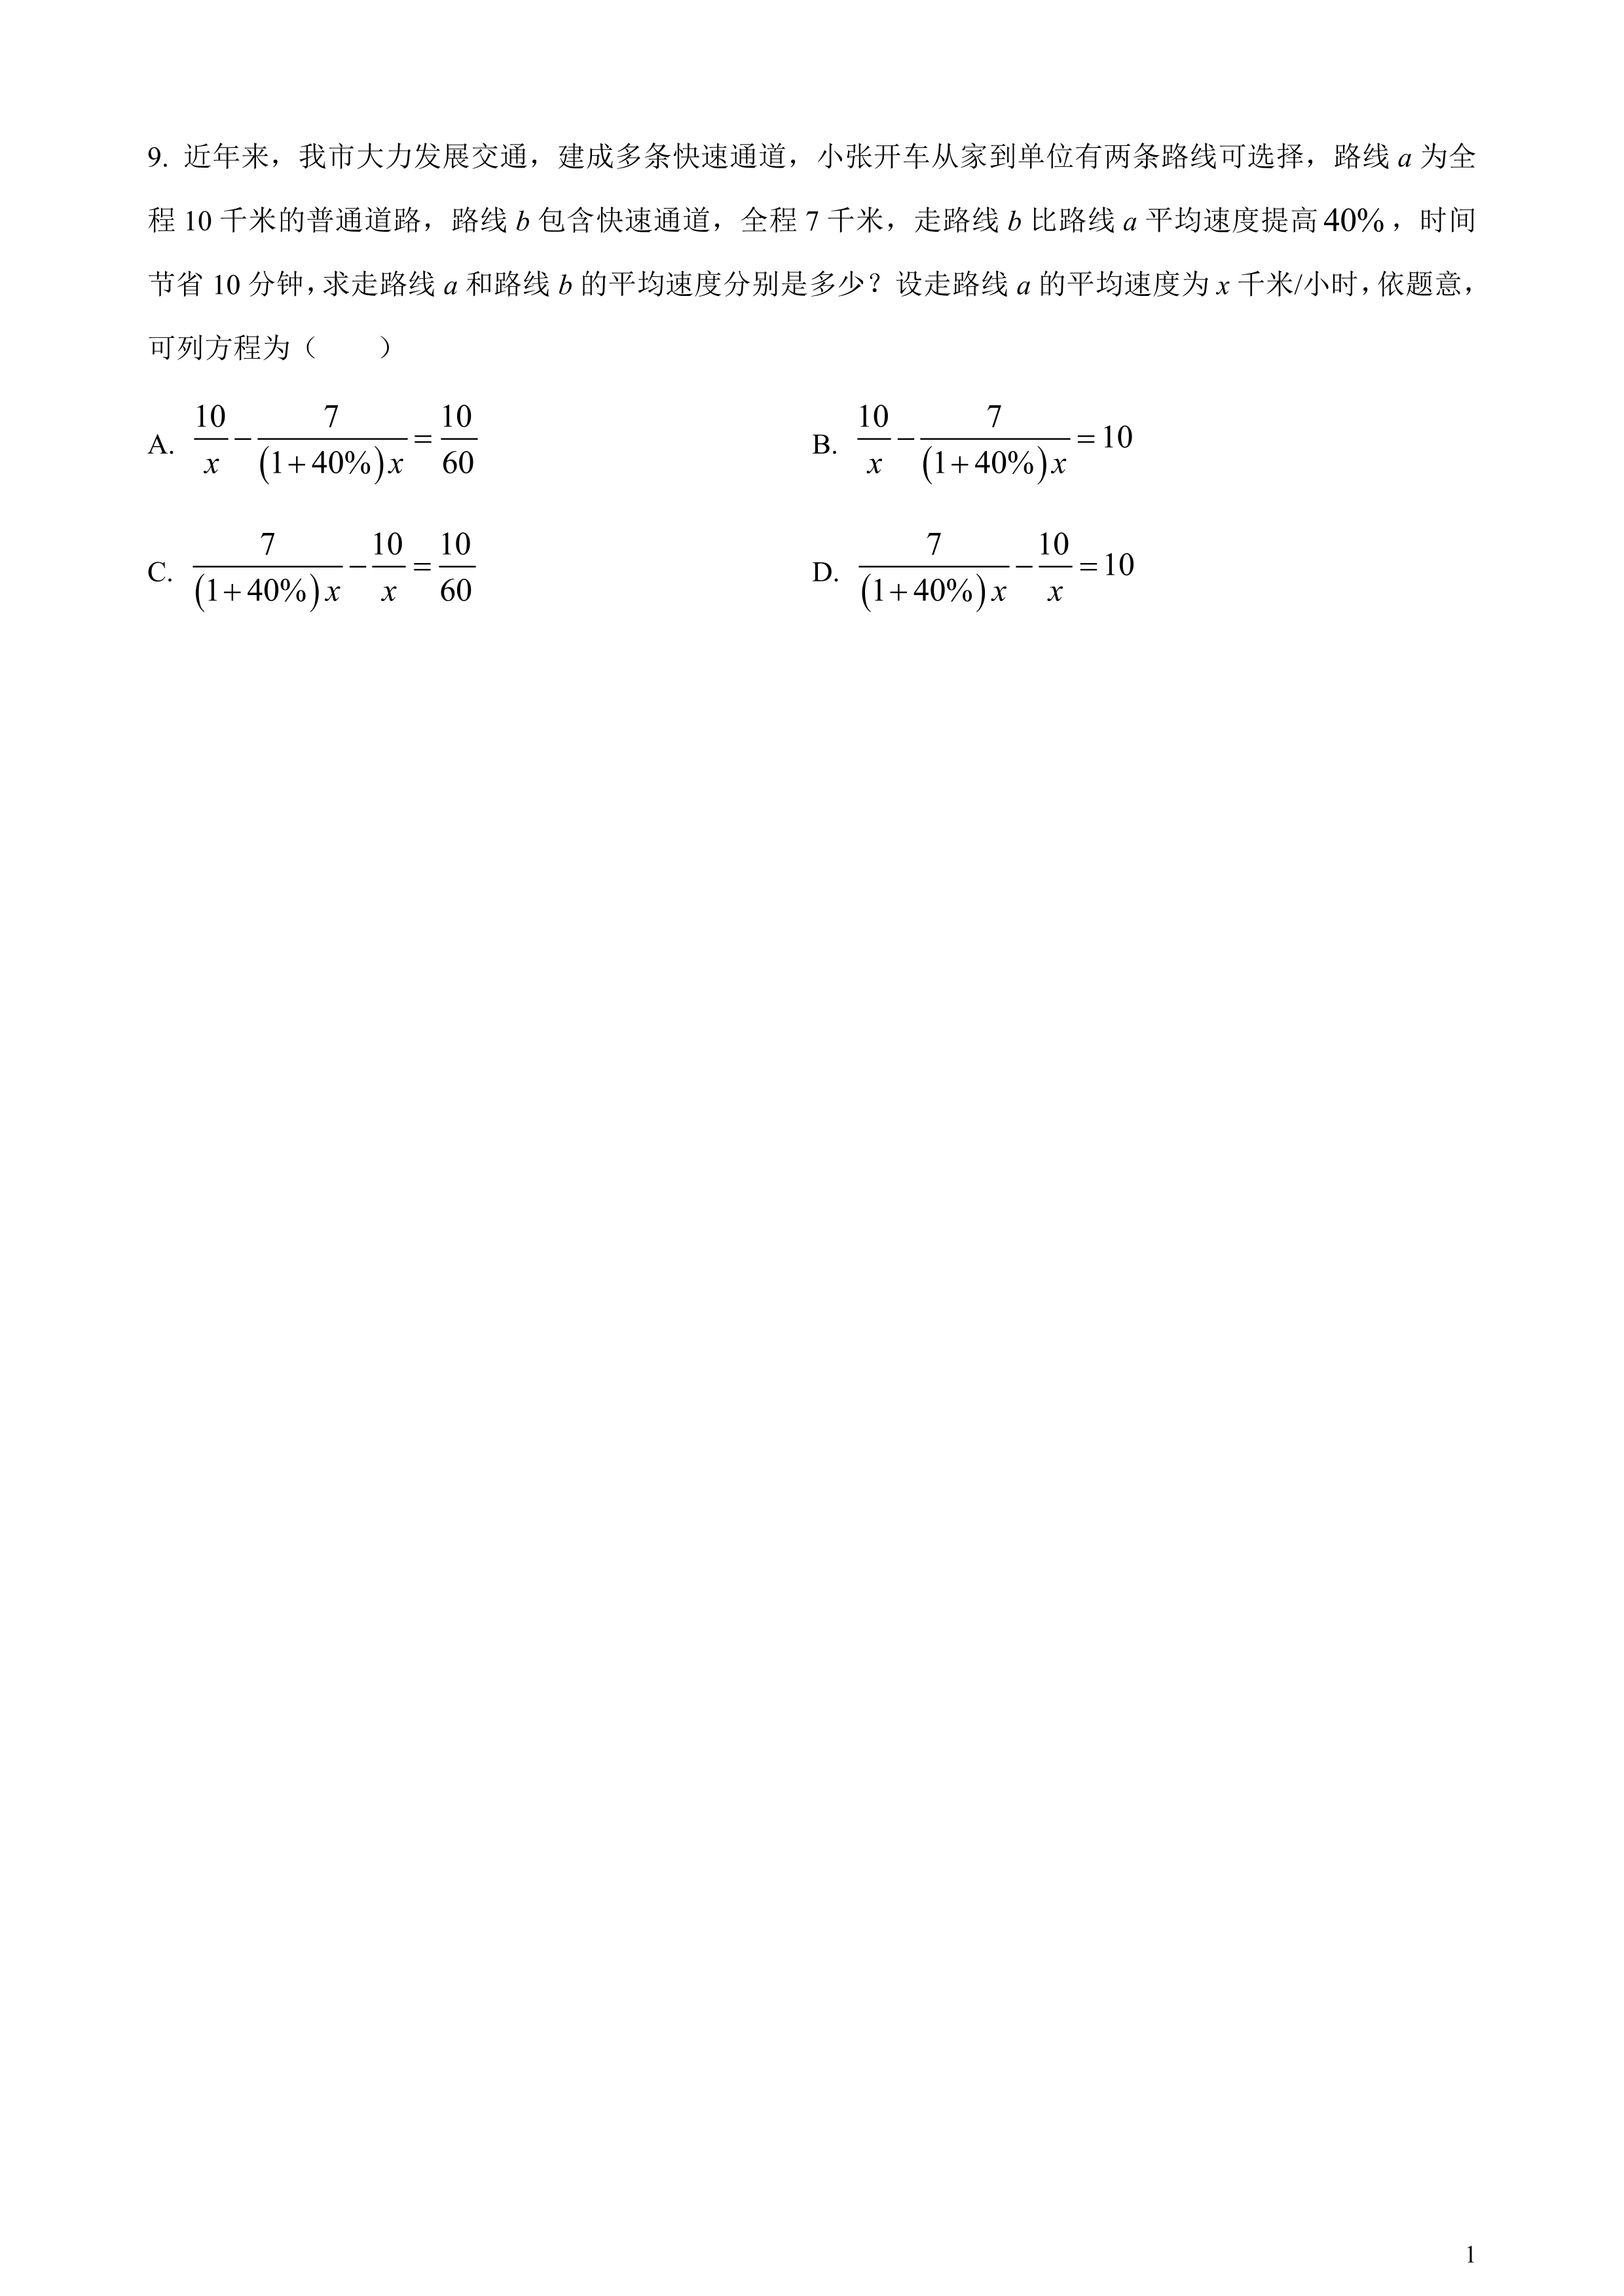 9. 近年来，我市大力发展交通，建成多条快速通道，小张开车从家到单位有两条路线可选择，路线 a 为全
程 10 千米的普通道路，路线 b 包含快速通道，全程 7 千米，走路线 b 比路线 a 平均速度提高 40%，时间
节省 10 分钟，求走路线 a 和路线 b 的平均速度分别是多少？设走路线 a 的平均速度为 x 千米/小时，依题意，
可列方程为（　　）
A. \frac{10}{x}-\frac{7}{(1+40\%)x}=\frac{10}{60} B. \frac{10}{x}-\frac{7}{(1+40\%)x}=10
C. \frac{7}{(1+40\%)x}-\frac{10}{x}=\frac{10}{60} D. \frac{7}{(1+40\%)x}-\frac{10}{x}=10
1